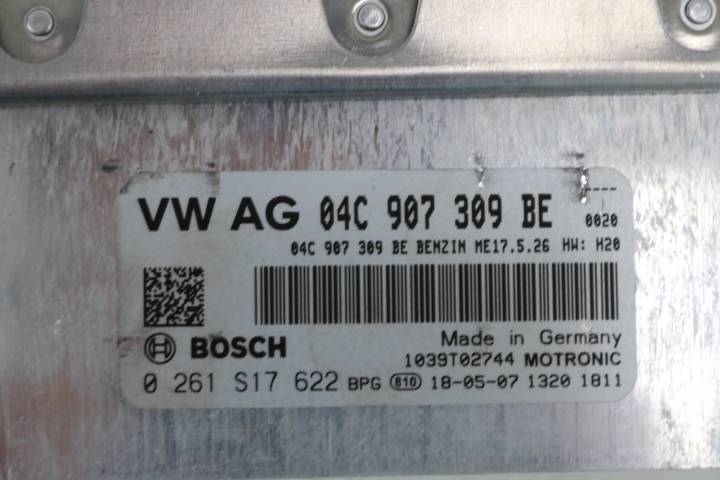 VW AG 04C 907 309 BE ----
0020
04C 907 309 BE BENZIN ME17.5.26 HW: H20
BOSCH
Made in Germany
1039T02744 MOTRONIC
0 261 S17 622 BPG 810 18-05-07 1320 1811